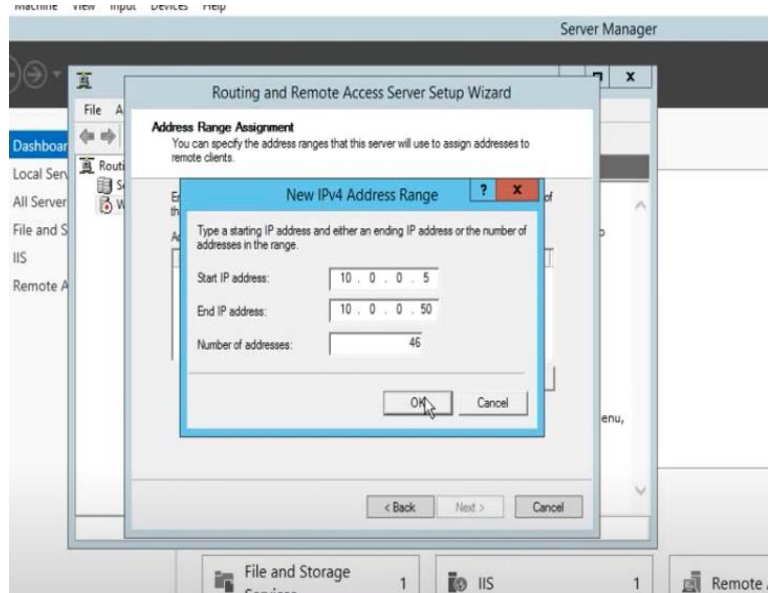 Machine View Input Devices Help
Server Manager
Routing and Remote Access Server Setup Wizard
File A
Address Range Assignment
You can specify the address ranges that this server will use to assign addresses to
remote clients.
Dashboar
Local Serv
All Server
File and S
IIS
Remote A
Routi
New IPv4 Address Range ? X
of
Type a starting IP address and either an ending IP address or the number of
addresses in the range.
Start IP address: 10 . 0 . 0 . 5
End IP address: 10 . 0 . 0 . 50
Number of addresses: 46
OK Cancel
enu,
< Back Next > Cancel
File and Storage
Services 1
IIS 1
Remote